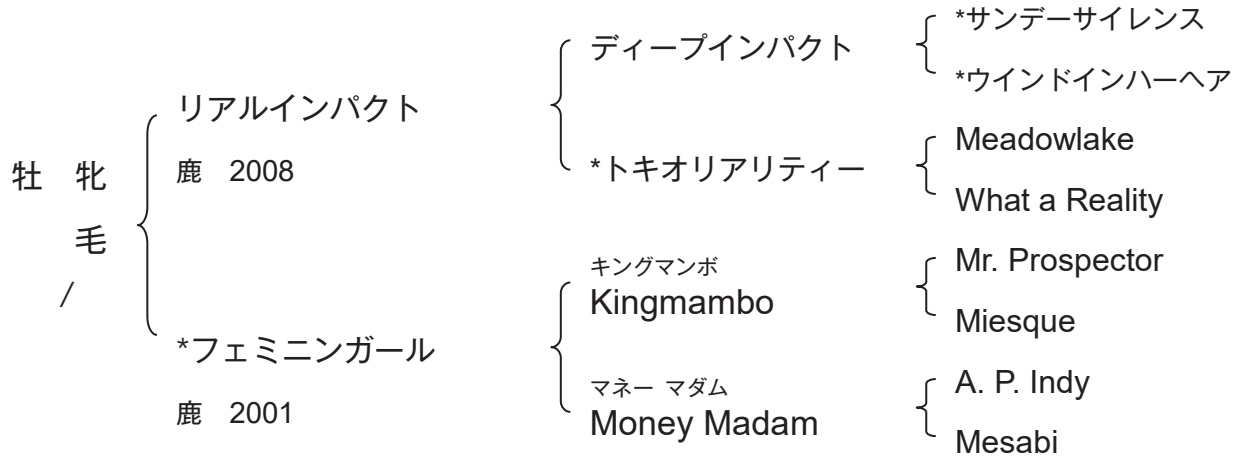 牡 牝
毛
/
リアルインパクト
鹿 2008
*フェミニンガール
鹿 2001
ディープインパクト
*トキオリアリティー
キングマンボ
Kingmambo
マネー マダム
Money Madam
*サンデーサイレンス
*ウインドインハーヘア
Meadowlake
What a Reality
Mr. Prospector
Miesque
A. P. Indy
Mesabi